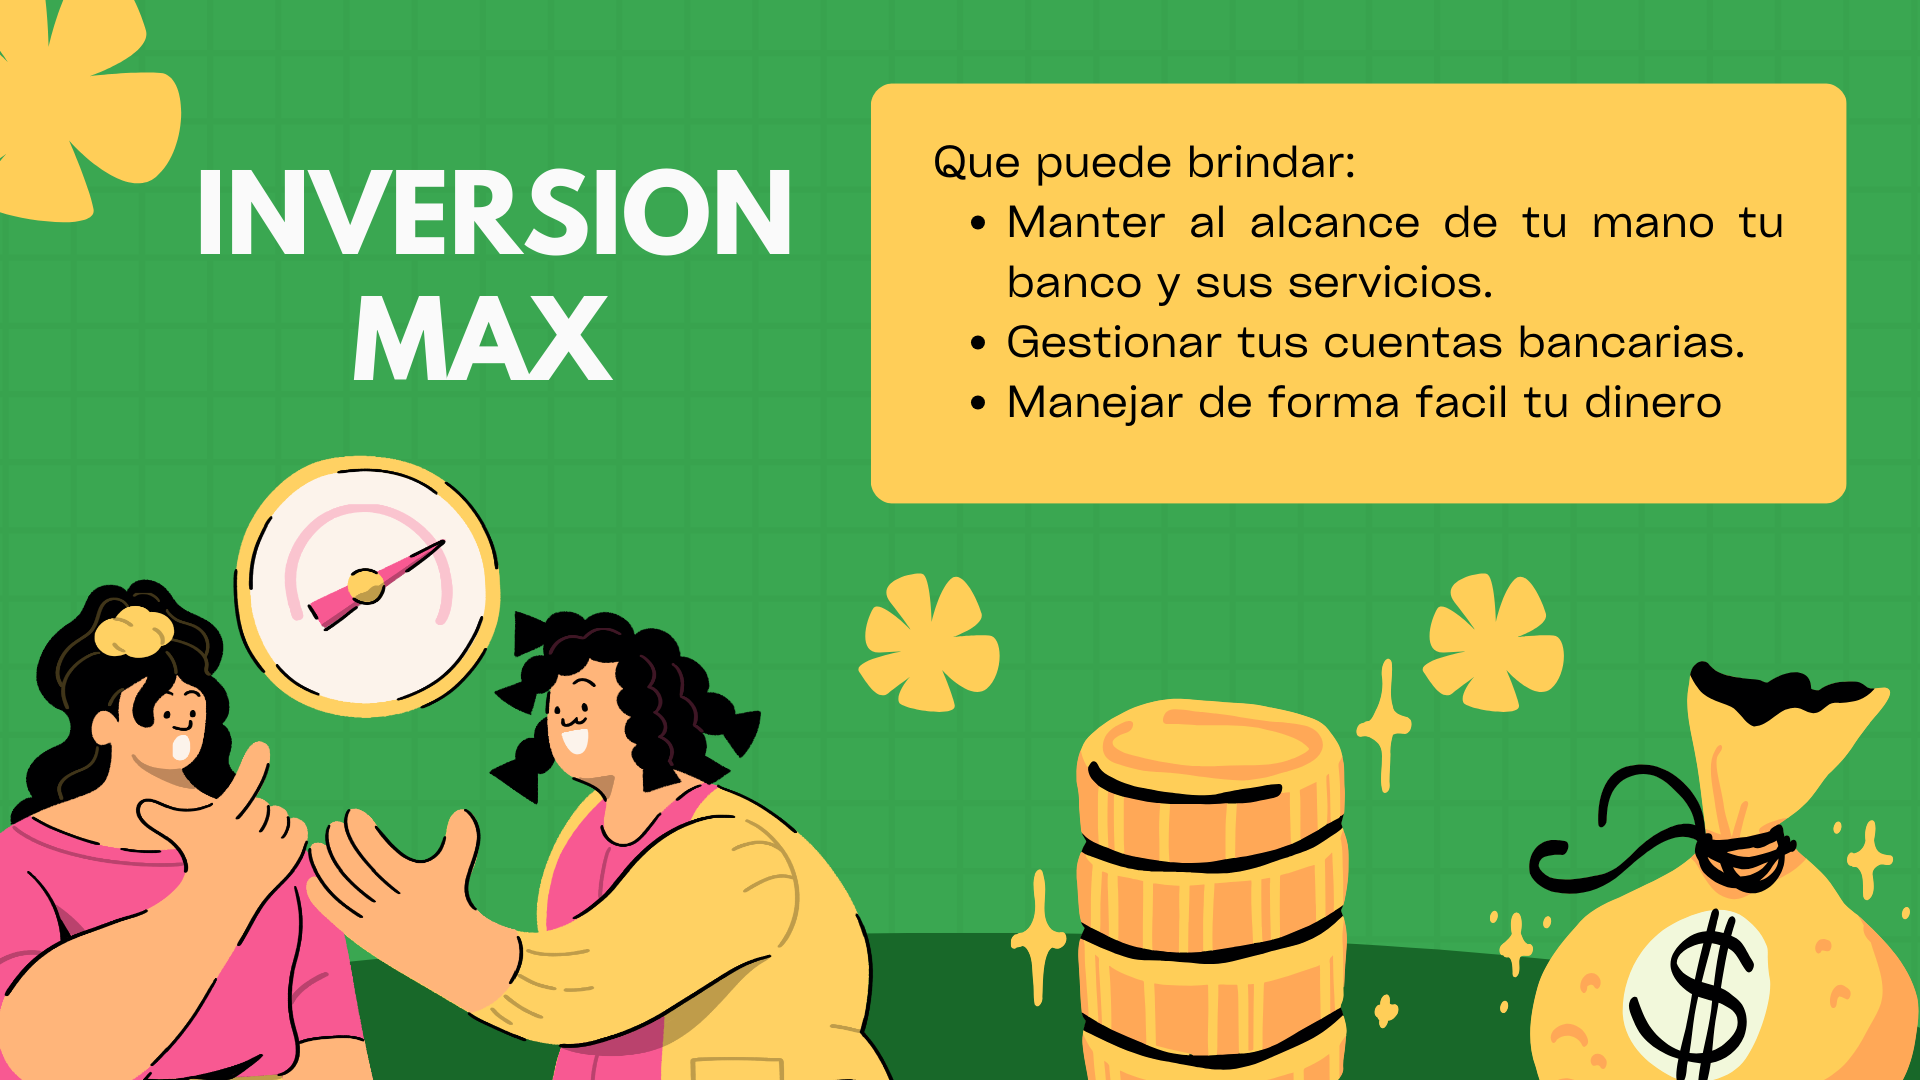 INVERSION
MAX
Que puede brindar:
• Manter al alcance de tu mano tu
banco y sus servicios.
• Gestionar tus cuentas bancarias.
• Manejar de forma facil tu dinero
$